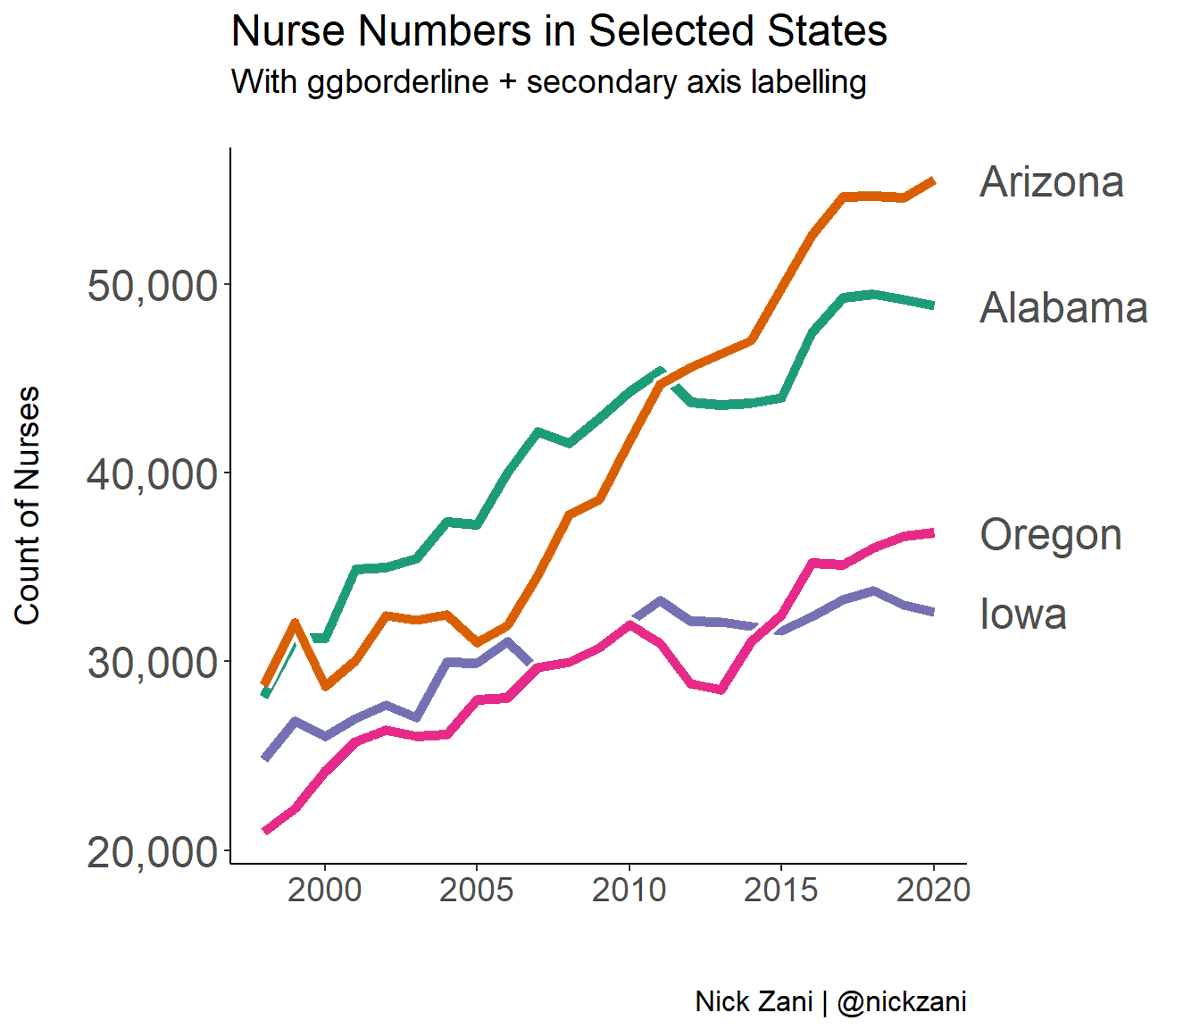 Nurse Numbers in Selected States
With ggborderline + secondary axis labelling
Arizona
50,000
Alabama
Count of Nurses
40,000
Oregon
Iowa
30,000
20,000
2000 2005 2010 2015 2020
Nick Zani | @nickzani